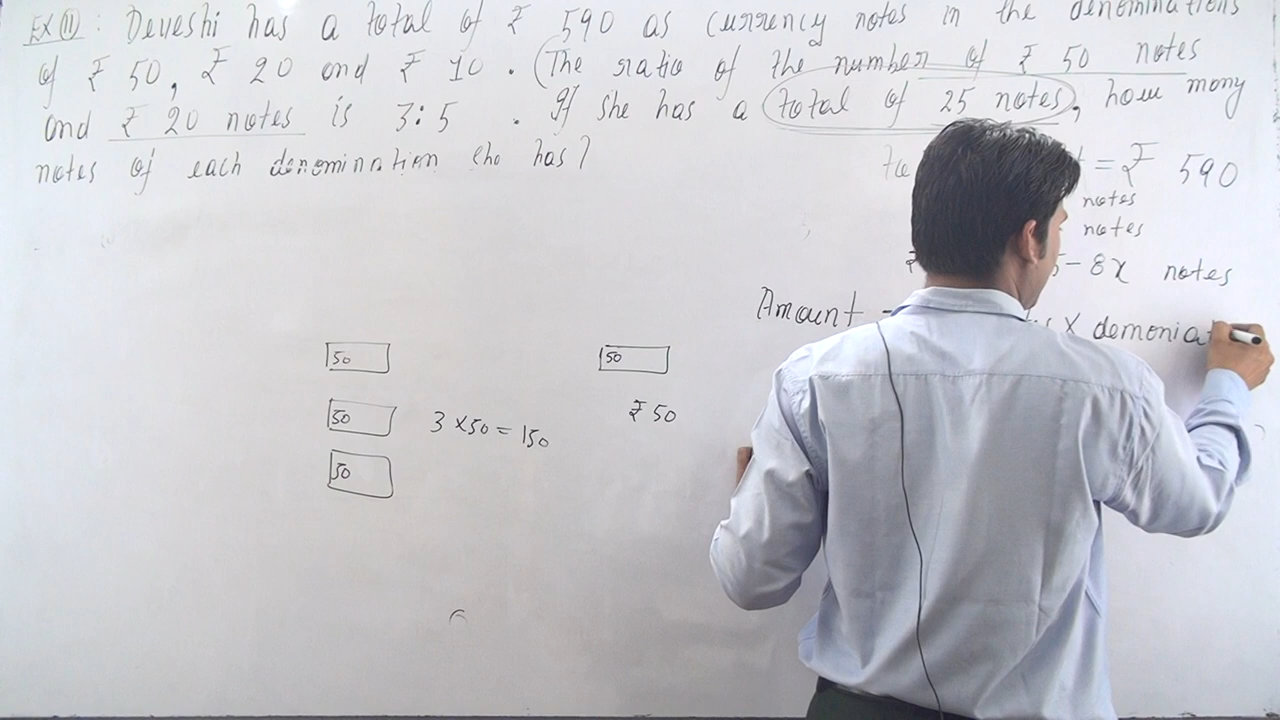 Ex (11) : Deveshi has a total of ₹ 590 as currency notes in the denominations
of ₹ 50, ₹ 20 and ₹ 10 . (The ratio of the number of ₹ 50 notes
and ₹ 20 notes is 3:5 . If she has a total of 25 notes, how many
notes of each denomination she has?
= ₹ 590
notes
notes
₹ - 8x notes
Amount x demoniat
50
50
₹ 50
50 3 x 50 = 150
50